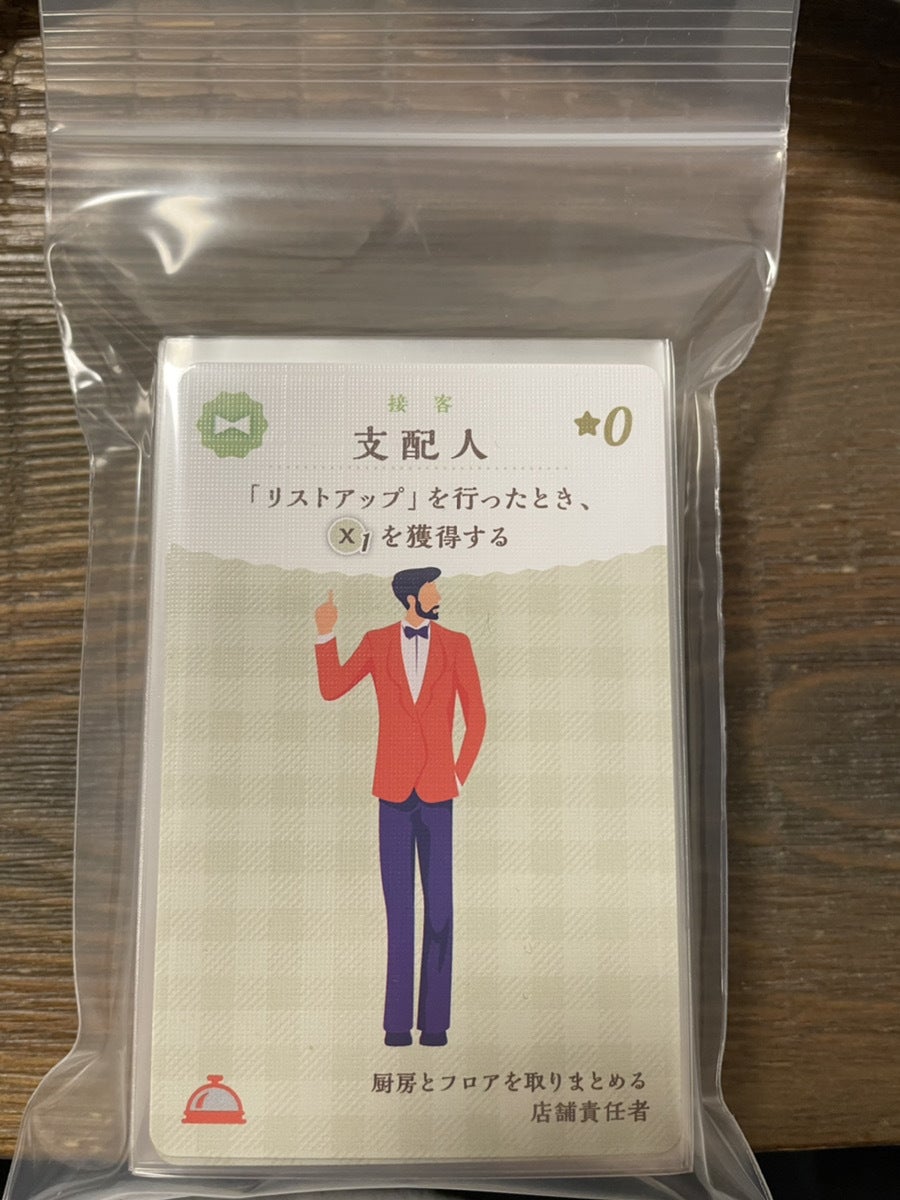 接客
支配人
0
「リストアップ」を行ったとき、
X 1 を獲得する
厨房とフロアを取りまとめる
店舗責任者